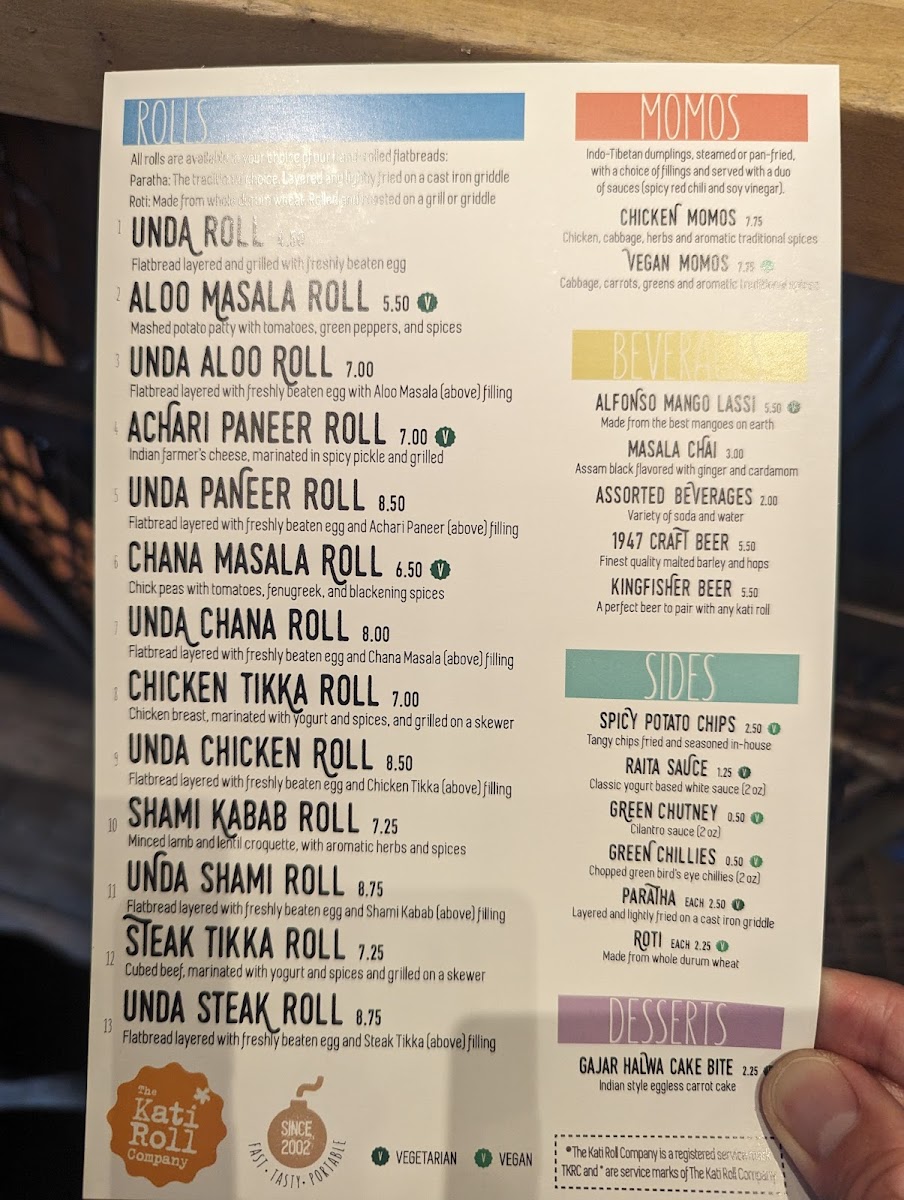 ROLLS
All rolls are available in your choice of our hand-rolled flatbreads:
Paratha: The traditional choice. Layered and lightly fried on a cast iron griddle
Roti: Made from whole durum wheat. Rolled and roasted on a grill or griddle
1 UNDA ROLL
Flatbread layered and grilled with freshly beaten egg
2 ALOO MASALA ROLL 5.50 V
Mashed potato patty with tomatoes, green peppers, and spices
3 UNDA ALOO ROLL 7.00
Flatbread layered with freshly beaten egg with Aloo Masala (above) filling
4 ACHARI PANEER ROLL 7.00 V
Indian farmer's cheese, marinated in spicy pickle and grilled
5 UNDA PANEER ROLL 8.50
Flatbread layered with freshly beaten egg and Achari Paneer (above) filling
6 CHANA MASALA ROLL 6.50 V
Chick peas with tomatoes, fenugreek, and blackening spices
7 UNDA CHANA ROLL 8.00
Flatbread layered with freshly beaten egg and Chana Masala (above) filling
8 CHICKEN TIKKA ROLL 7.00
Chicken breast, marinated with yogurt and spices, and grilled on a skewer
9 UNDA CHICKEN ROLL 8.50
Flatbread layered with freshly beaten egg and Chicken Tikka (above) filling
10 SHAMI KABAB ROLL 7.25
Minced lamb and lentil croquette, with aromatic herbs and spices
11 UNDA SHAMI ROLL 8.75
Flatbread layered with freshly beaten egg and Shami Kabab (above) filling
12 STEAK TIKKA ROLL 7.25
Cubed beef, marinated with yogurt and spices and grilled on a skewer
13 UNDA STEAK ROLL 8.75
Flatbread layered with freshly beaten egg and Steak Tikka (above) filling
The
Kati
Roll
Company
SINCE
2002
FAST · TASTY · PORTABLE
V VEGETARIAN V VEGAN
MOMOS
Indo-Tibetan dumplings, steamed or pan-fried,
with a choice of fillings and served with a duo
of sauces (spicy red chili and soy vinegar).
CHICKEN MOMOS 7.75
Chicken, cabbage, herbs and aromatic traditional spices
VEGAN MOMOS 7.75 V
Cabbage, carrots, greens and aromatic traditional spices
BEVERAGES
ALFONSO MANGO LASSI 5.50 V
Made from the best mangoes on earth
MASALA CHAI 3.00
Assam black flavored with ginger and cardamom
ASSORTED BEVERAGES 2.00
Variety of soda and water
1947 CRAFT BEER 5.50
Finest quality malted barley and hops
KINGFISHER BEER 5.50
A perfect beer to pair with any kati roll
SIDES
SPICY POTATO CHIPS 2.50 V
Tangy chips fried and seasoned in-house
RAITA SAUCE 1.25 V
Classic yogurt based white sauce (2 oz)
GREEN CHUTNEY 0.50 V
Cilantro sauce (2 oz)
GREEN CHILLIES 0.50 V
Chopped green bird's eye chillies (2 oz)
PARATHA EACH 2.50 V
Layered and lightly fried on a cast iron griddle
ROTI EACH 2.25 V
Made from whole durum wheat
DESSERTS
GAJAR HALWA CAKE BITE 2.25
Indian style eggless carrot cake
*The Kati Roll Company is a registered service mark
TKRC and * are service marks of The Kati Roll Company